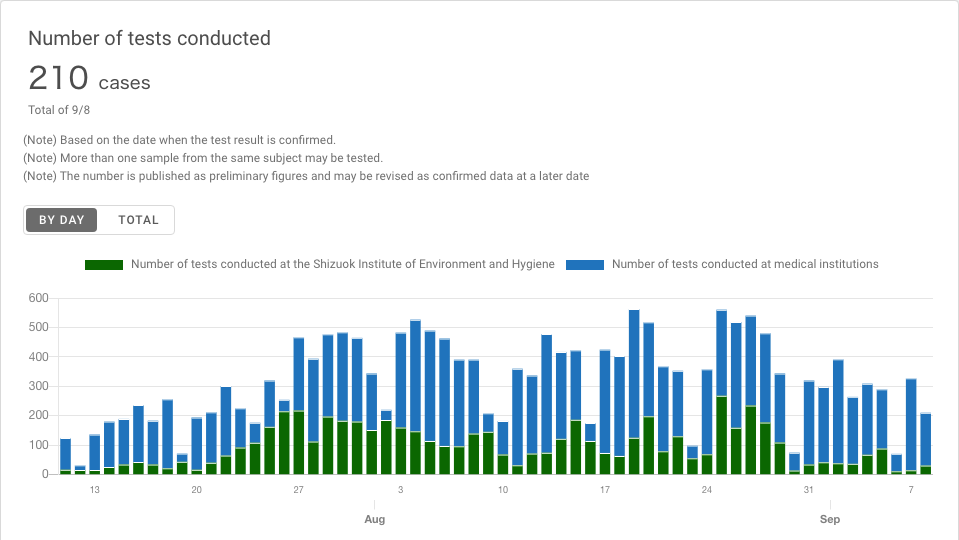 Number of tests conducted
210 cases
Total of 9/8
(Note) Based on the date when the test result is confirmed.
(Note) More than one sample from the same subject may be tested.
(Note) The number is published as preliminary figures and may be revised as confirmed data at a later date
BY DAY TOTAL
Number of tests conducted at the Shizuok Institute of Environment and Hygiene Number of tests conducted at medical institutions
600
500
400
300
200
100
0
13 20 27 3 10 17 24 31 7
Aug Sep